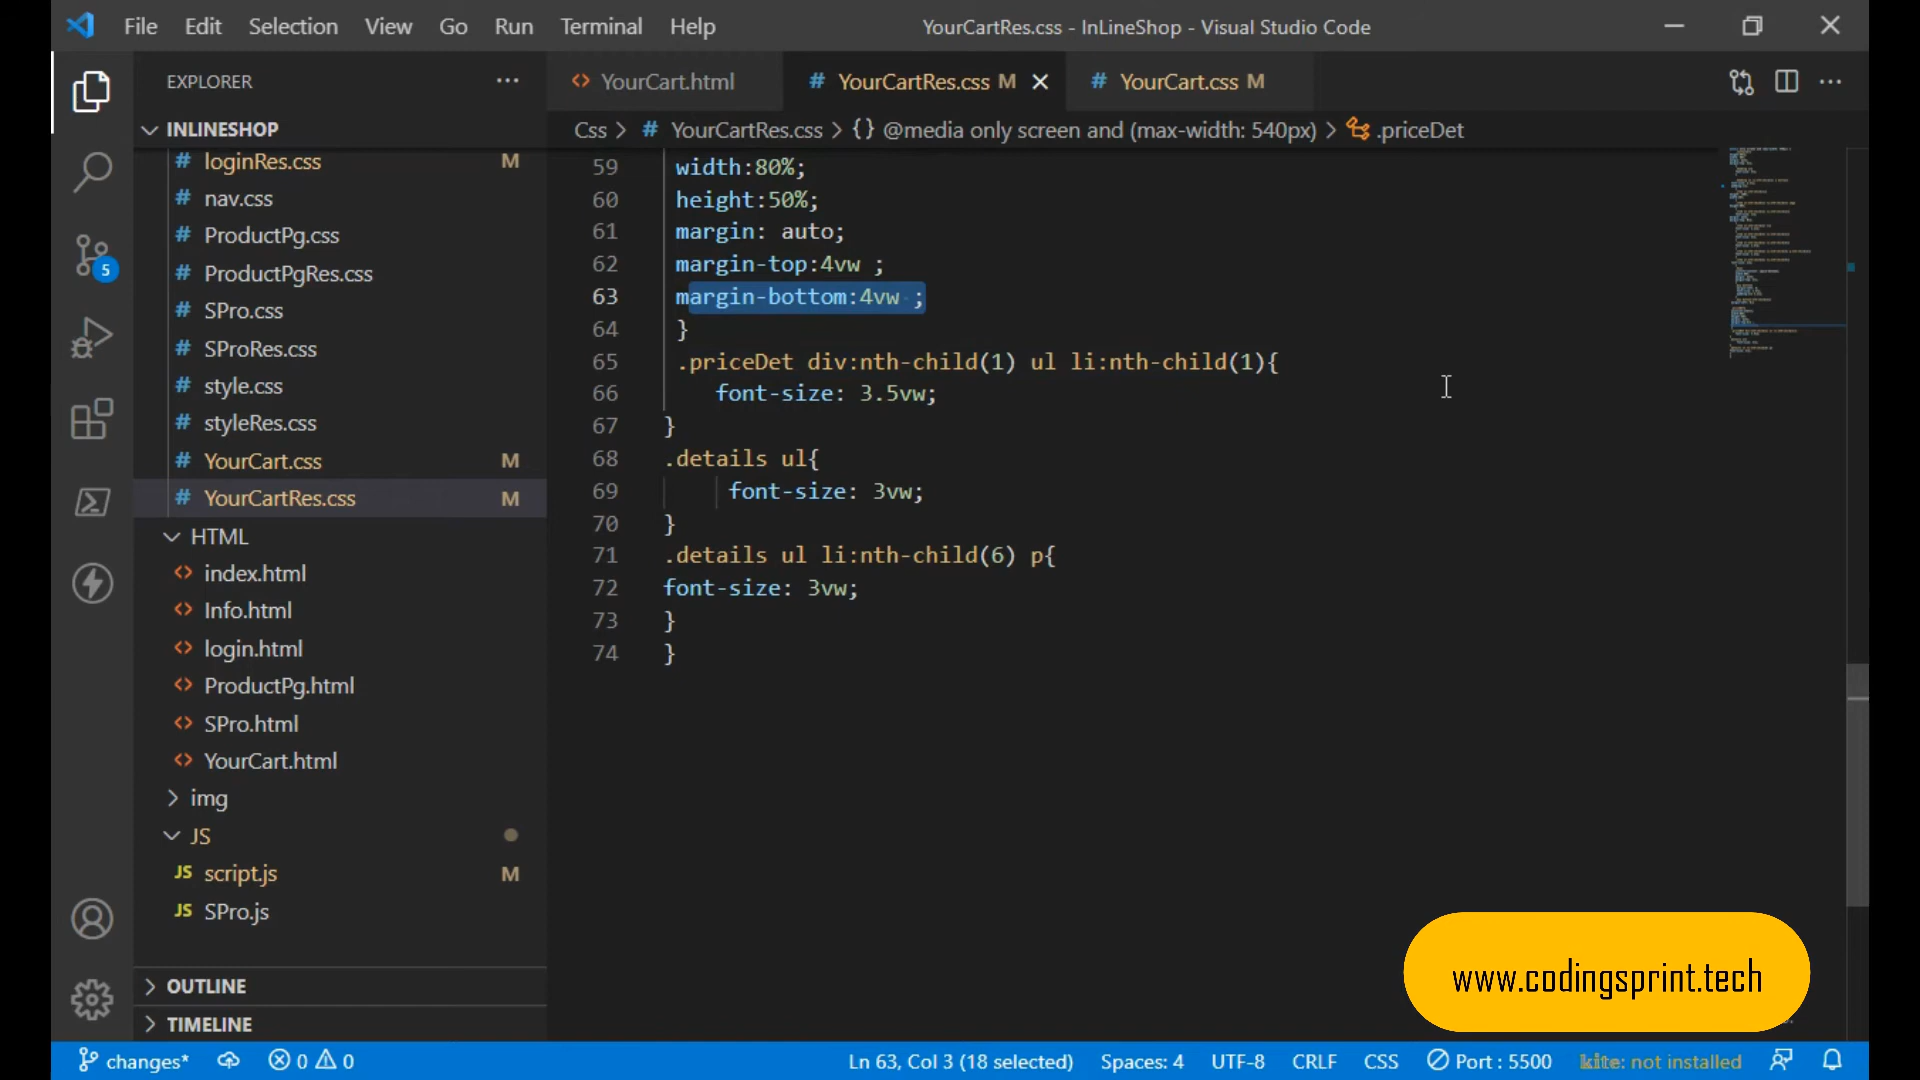 File Edit Selection View Go Run Terminal Help YourCartRes.css - InLineShop - Visual Studio Code
EXPLORER ···
YourCart.html YourCartRes.css M YourCart.css M
INLINESHOP
Css > YourCartRes.css > {} @media only screen and (max-width: 540px) > .priceDet
loginRes.css M
nav.css
ProductPg.css
ProductPgRes.css
SPro.css
SProRes.css
style.css
styleRes.css
YourCart.css M
YourCartRes.css M
HTML
index.html
Info.html
login.html
ProductPg.html
SPro.html
YourCart.html
img
JS
script.js M
SPro.js
OUTLINE
TIMELINE
5
59 width:80%;
60 height:50%;
61 margin: auto;
62 margin-top:4vw ;
63 margin-bottom:4vw ;
64 }
65 .priceDet div:nth-child(1) ul li:nth-child(1){
66 font-size: 3.5vw;
67 }
68 .details ul{
69 font-size: 3vw;
70 }
71 .details ul li:nth-child(6) p{
72 font-size: 3vw;
73 }
74 }
www.codingsprint.tech
changes* 0 0 Ln 63, Col 3 (18 selected) Spaces: 4 UTF-8 CRLF CSS Port : 5500 kite: not installed